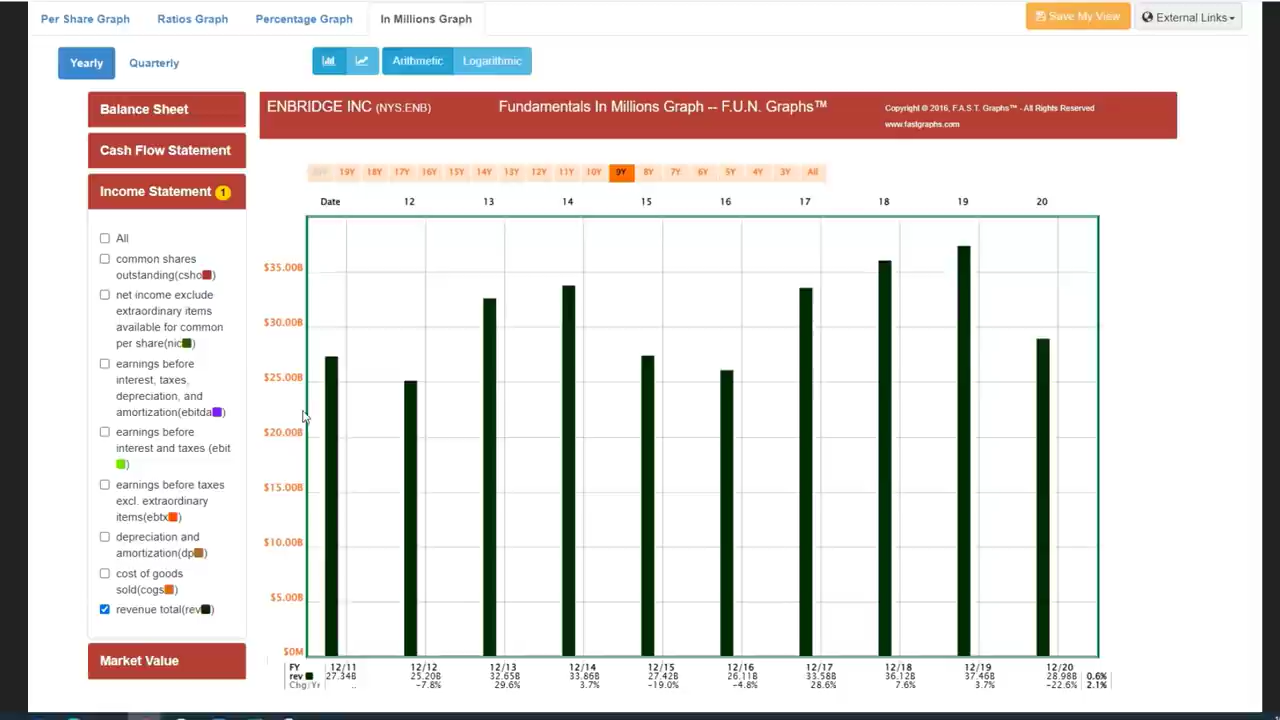 Per Share Graph
Ratios Graph
Percentage Graph
In Millions Graph
Save My View
External Links
Yearly
Quarterly
Arithmetic
Logarithmic
Balance Sheet
Cash Flow Statement
Income Statement 1
All
common shares
outstanding(csho )
net income exclude
extraordinary items
available for common
per share(nic )
earnings before
interest, taxes,
depreciation, and
amortization(ebitda )
earnings before
interest and taxes (ebit
)
earnings before taxes
excl. extraordinary
items(ebtx )
depreciation and
amortization(dp )
cost of goods
sold(cogs )
revenue total(rev )
Market Value
ENBRIDGE INC (NYS:ENB)
Fundamentals In Millions Graph -- F.U.N. Graphs™
Copyright © 2016, F.A.S.T. Graphs™ - All Rights Reserved
www.fastgraphs.com
19Y 18Y 17Y 16Y 15Y 14Y 13Y 12Y 11Y 10Y 9Y 8Y 7Y 6Y 5Y 4Y 3Y All
Date 12 13 14 15 16 17 18 19 20
$35.00B
$30.00B
$25.00B
$20.00B
$15.00B
$10.00B
$5.00B
$0M
FY 12/11 12/12 12/13 12/14 12/15 12/16 12/17 12/18 12/19 12/20
rev 27.34B 25.20B 32.65B 33.86B 27.42B 26.11B 33.58B 36.12B 37.46B 28.98B 0.6%
Chg/Yr -7.8% 29.6% 3.7% -19.0% -4.8% 28.6% 7.6% 3.7% -22.6% 2.1%